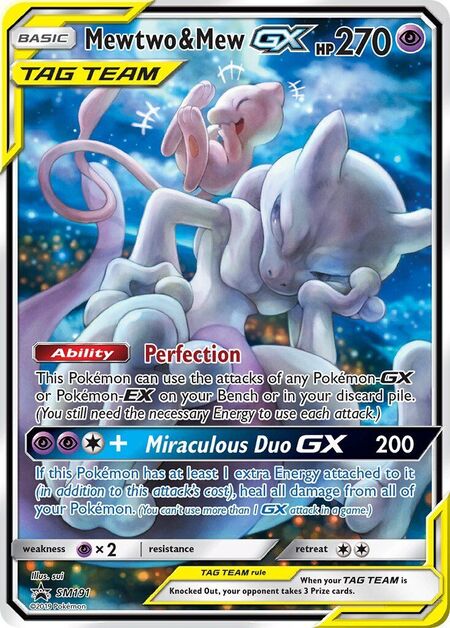 BASIC Mewtwo&Mew GX HP270
TAG TEAM
Ability Perfection
This Pokémon can use the attacks of any Pokémon-GX
or Pokémon-EX on your Bench or in your discard pile.
(You still need the necessary Energy to use each attack.)
+ Miraculous Duo GX 200
If this Pokémon has at least 1 extra Energy attached to it
(in addition to this attack's cost), heal all damage from all of
your Pokémon. (You can't use more than 1 GX attack in a game.)
weakness ×2 resistance retreat
Illus. sui
TAG TEAM rule
SM191
When your TAG TEAM is
Knocked Out, your opponent takes 3 Prize cards.
©2019 Pokémon